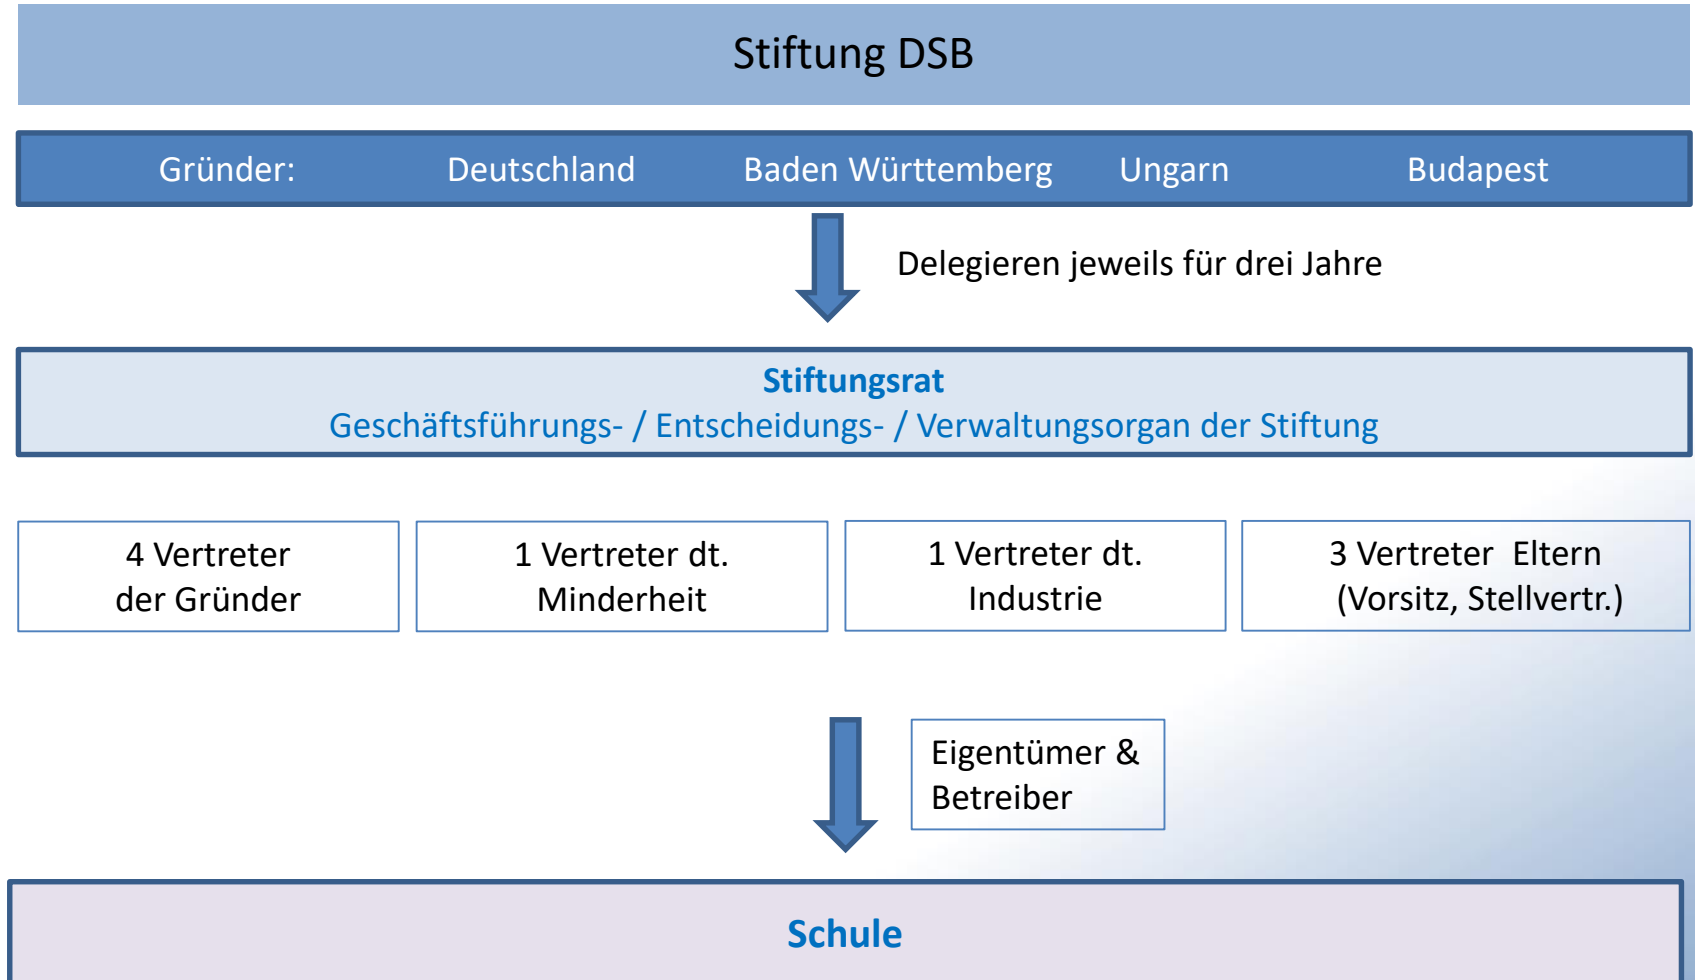 Stiftung DSB
Gründer: Deutschland Baden Württemberg Ungarn Budapest
Delegieren jeweils für drei Jahre
Stiftungsrat
Geschäftsführungs- / Entscheidungs- / Verwaltungsorgan der Stiftung
4 Vertreter
der Gründer
1 Vertreter dt.
Minderheit
1 Vertreter dt.
Industrie
3 Vertreter Eltern
(Vorsitz, Stellvertr.)
Eigentümer &
Betreiber
Schule